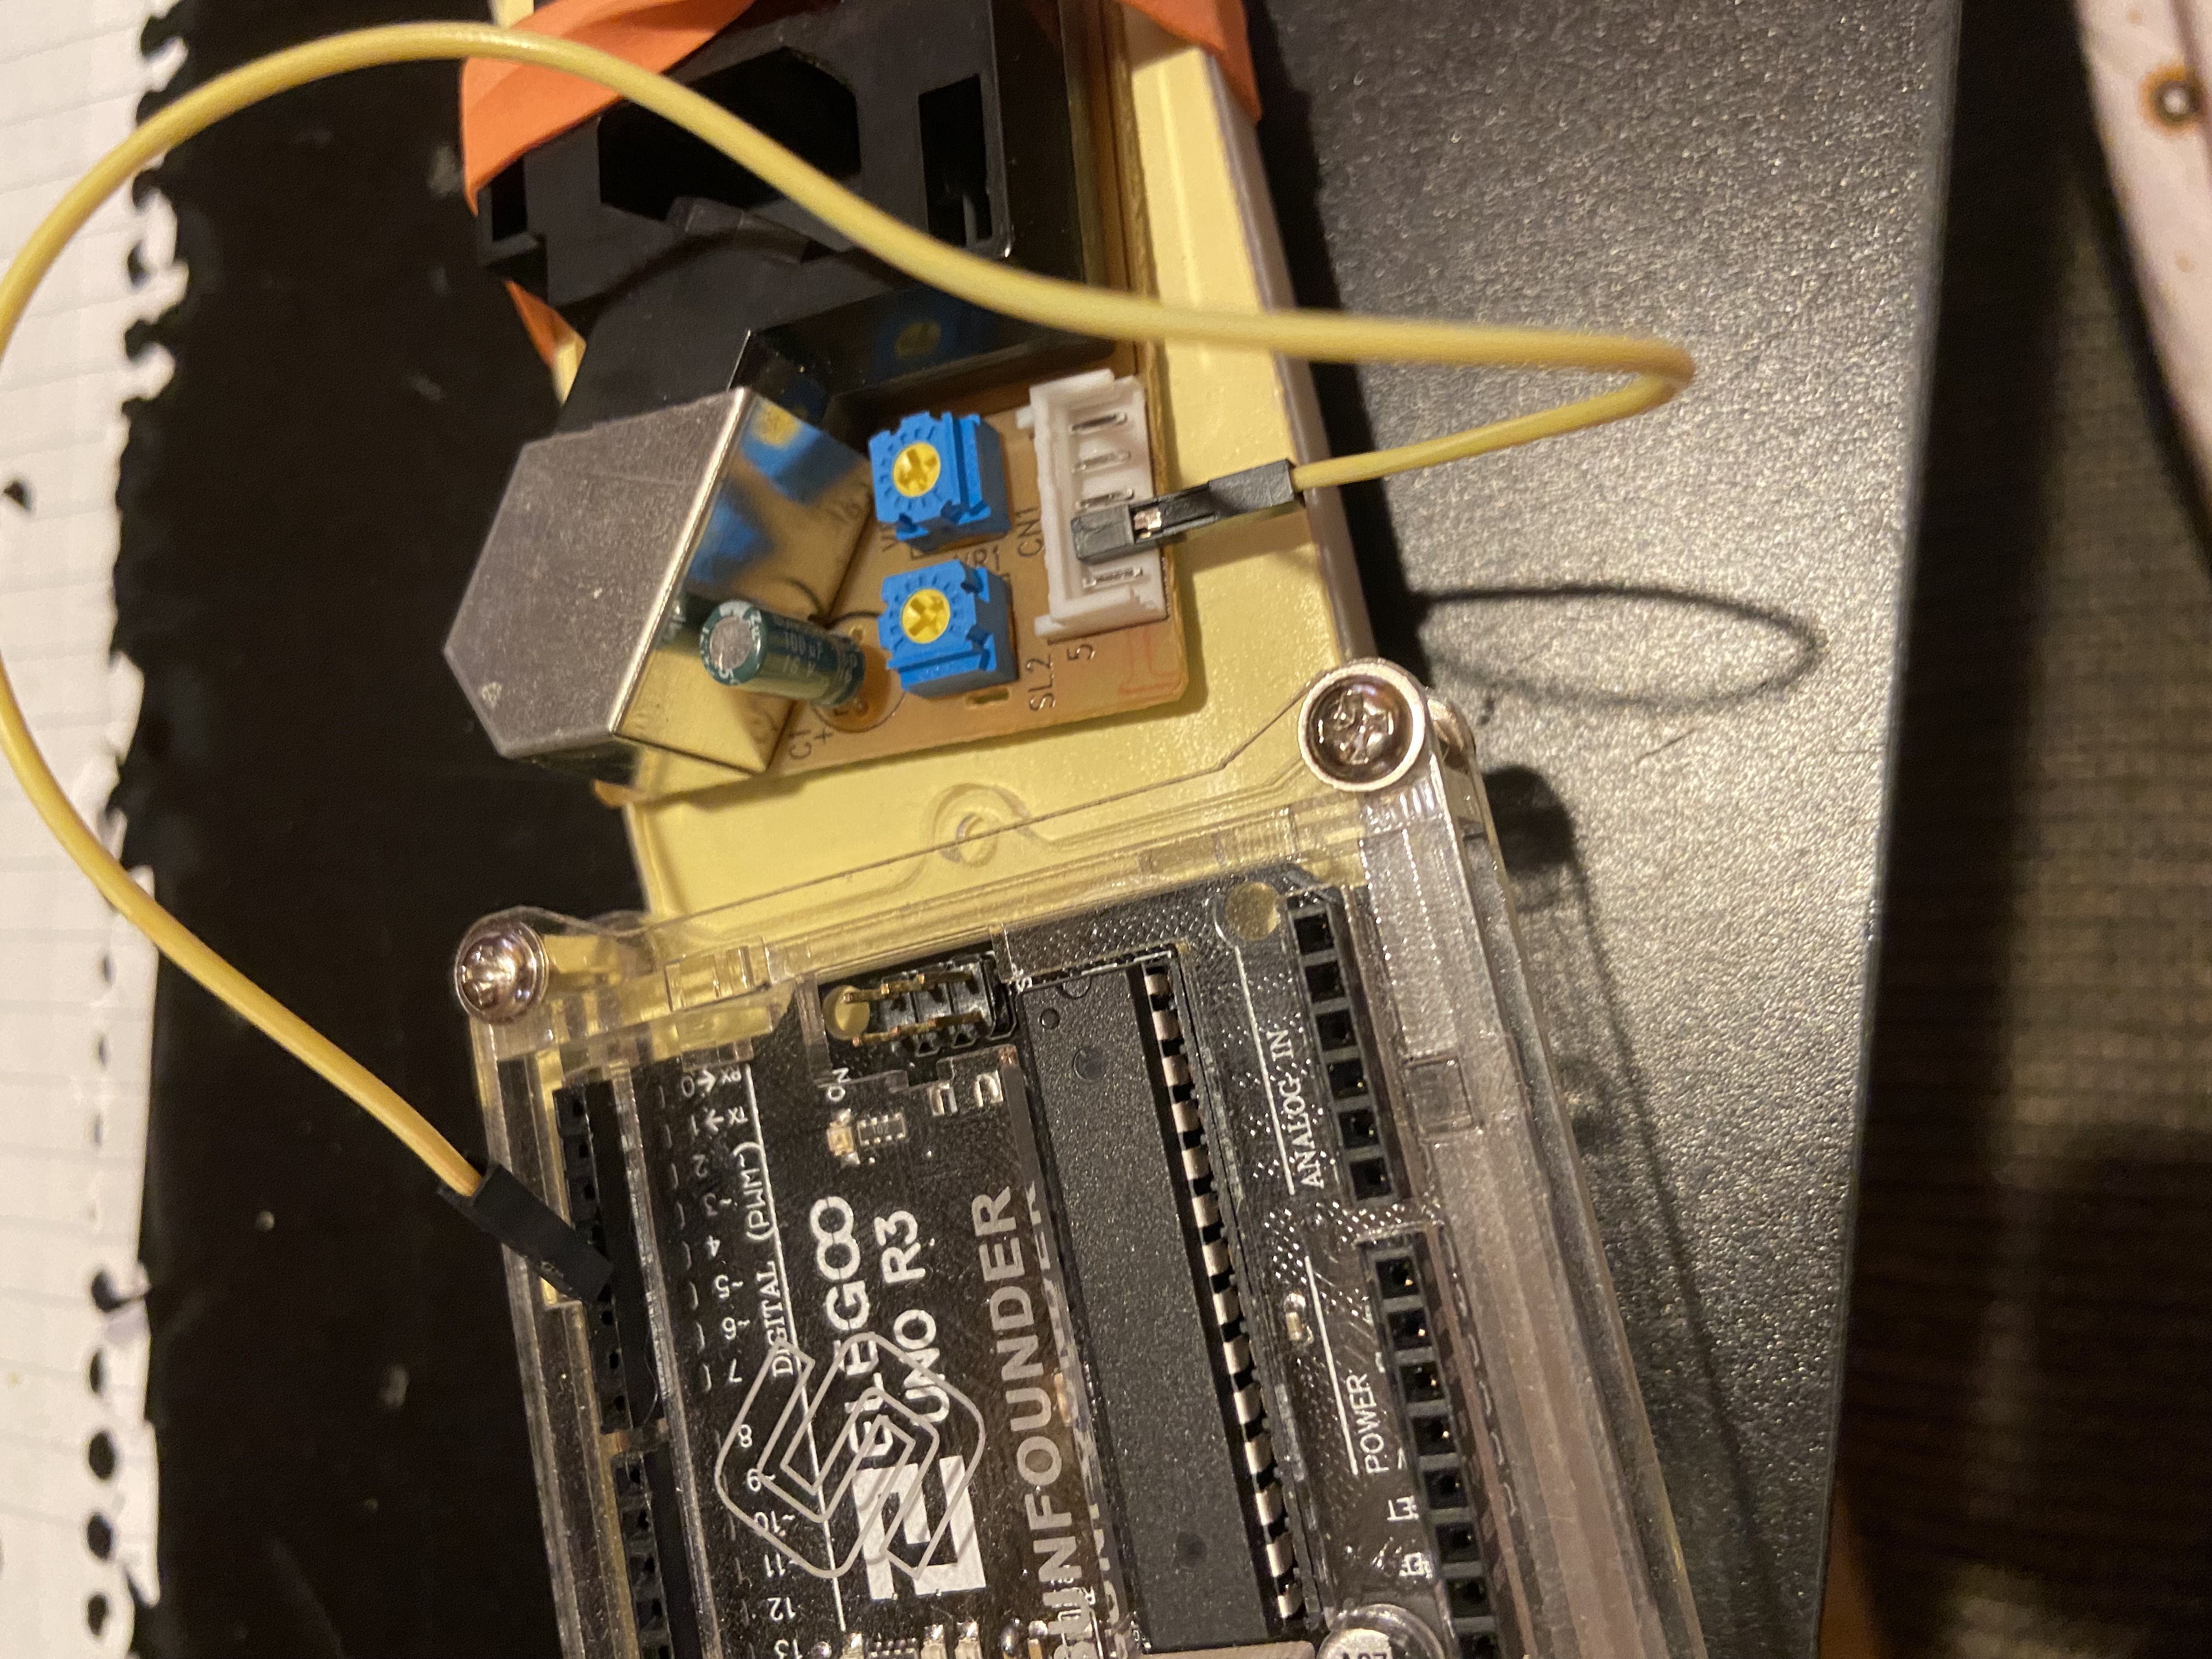 13 12 ~11 ~10 ~9 8 7 ~6 ~5 4 ~3 2 TX→1 RX←0
DIGITAL (PWM~)
ELEGOO
UNO R3
SUNFOUNDER
ANALOG IN
POWER
C1
+
SL2
CN1
5